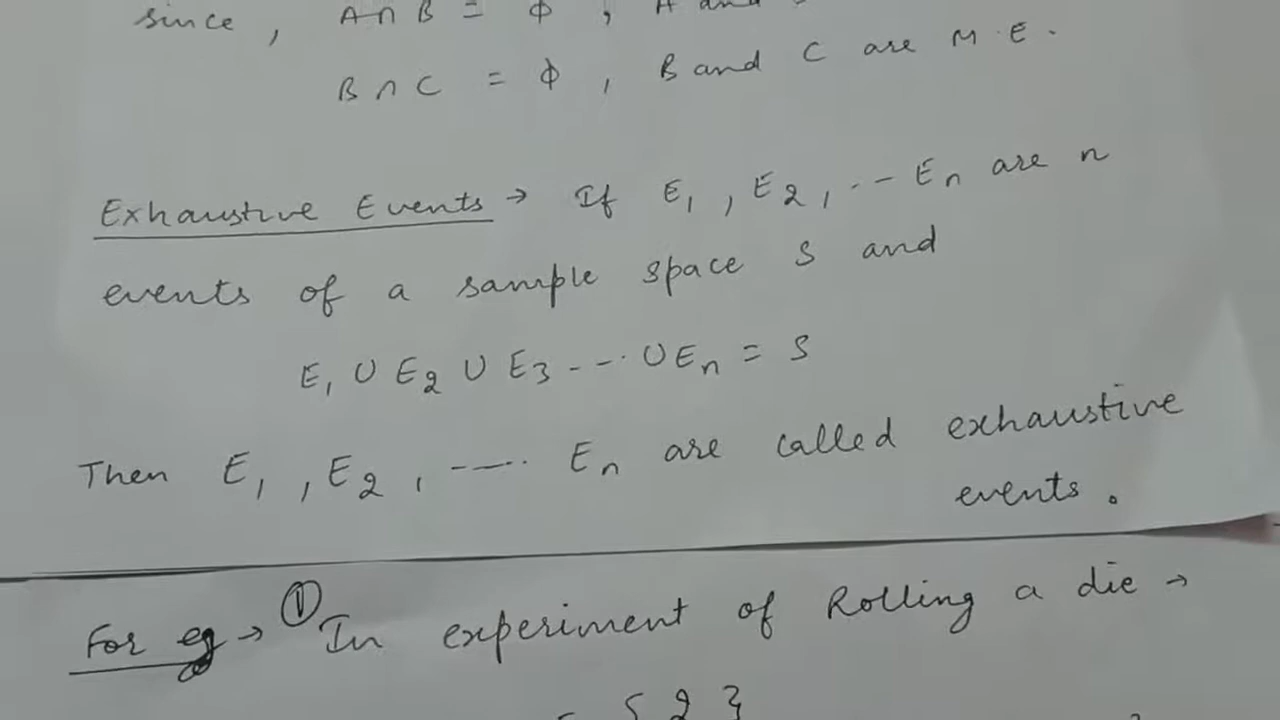 since , A ∩ B = ϕ , A and
B ∩ C = ϕ , B and C are M.E.
Exhaustive Events → If E₁ , E₂ , .-- Eₙ are n
events of a sample space S and
E₁ ∪ E₂ ∪ E₃ --.. ∪ Eₙ = S
Then E₁ , E₂ , ---.. Eₙ are called exhaustive
events .
For eg → ① In experiment of Rolling a die →
{ 2 }